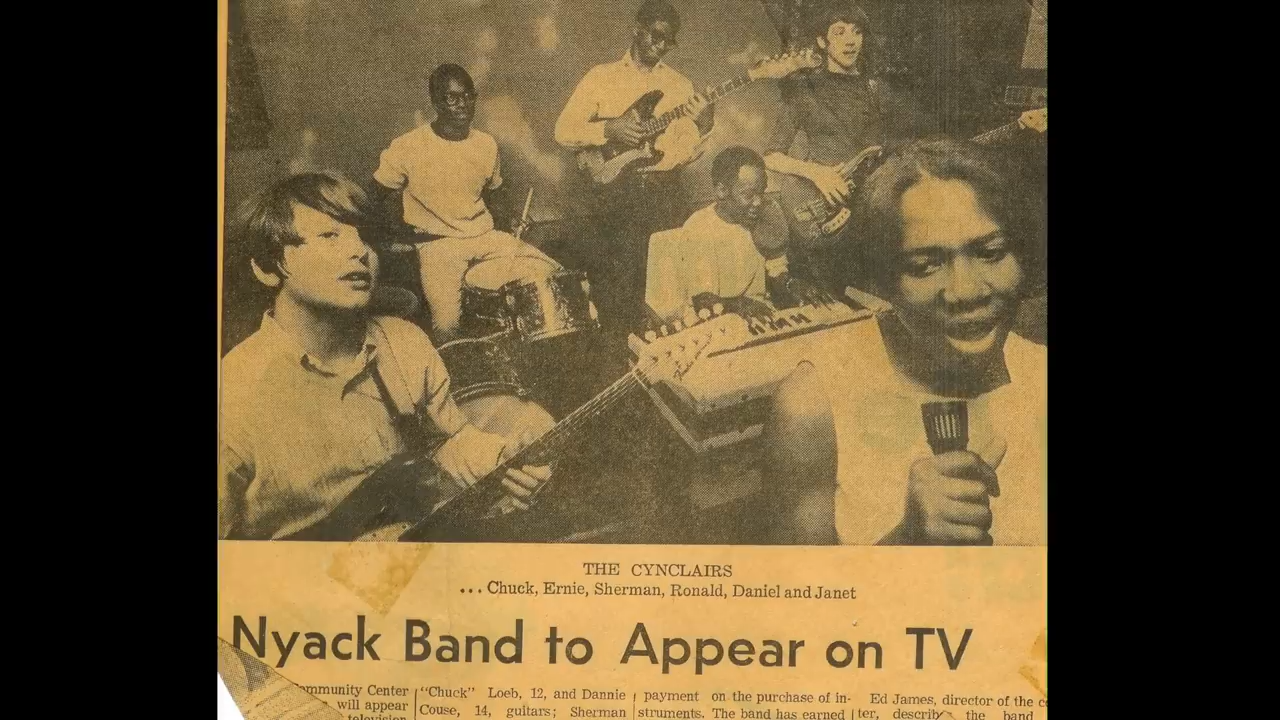 THE CYNCLAIRS
... Chuck, Ernie, Sherman, Ronald, Daniel and Janet
Nyack Band to Appear on TV
Community Center
will appear
television
"Chuck" Loeb, 12, and Dannie
Couse, 14, guitars; Sherman
payment on the purchase of in-
struments. The band has earned
Ed James, director of the
ter, describ the band